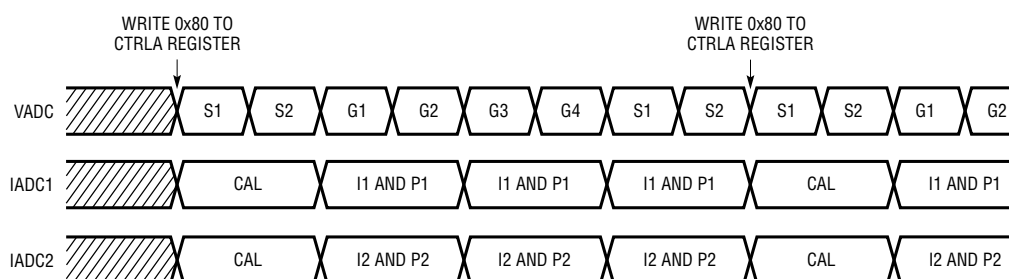 WRITE 0x80 TO
CTRLA REGISTER
WRITE 0x80 TO
CTRLA REGISTER
VADC S1 S2 G1 G2 G3 G4 S1 S2 S1 S2 G1 G2
IADC1 CAL I1 AND P1 I1 AND P1 I1 AND P1 CAL I1 AND P1
IADC2 CAL I2 AND P2 I2 AND P2 I2 AND P2 CAL I2 AND P2